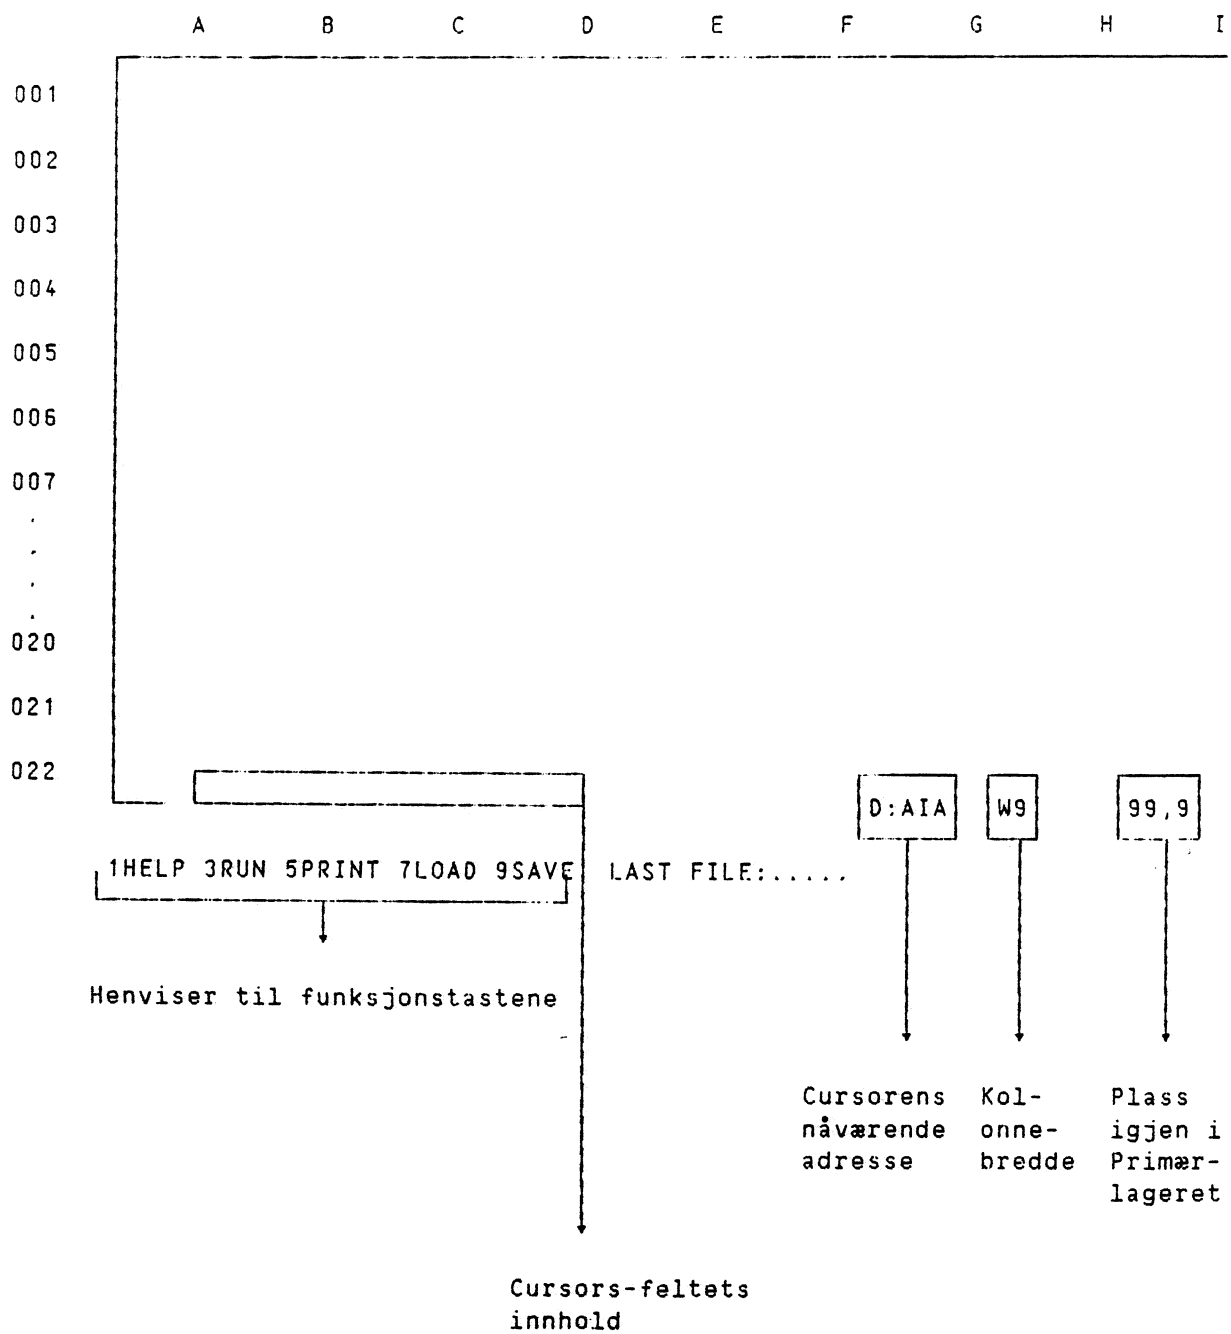 A B C D E F G H I
001
002
003
004
005
006
007
.
.
.
.
020
021
022
D:AIA W9 99,9
1HELP 3RUN 5PRINT 7LOAD 9SAVE LAST FILE:.....
Henviser til funksjonstastene
Cursorens
nåværende
adresse
Kol-
onne-
bredde
Plass
igjen i
Primær-
lageret
Cursors-feltets
innhold